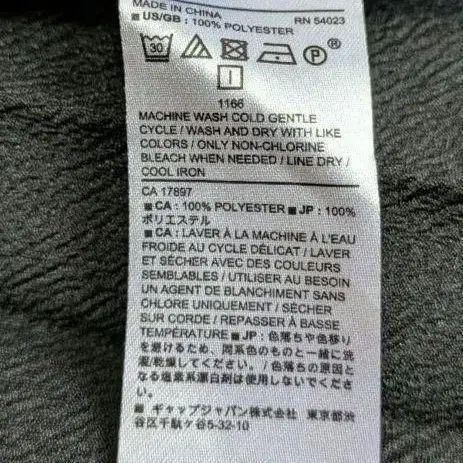 MADE IN CHINA
■ US/GB : 100% POLYESTER RN 54023
30 P ®
1166
MACHINE WASH COLD GENTLE
CYCLE / WASH AND DRY WITH LIKE
COLORS / ONLY NON-CHLORINE
BLEACH WHEN NEEDED / LINE DRY /
COOL IRON
CA 17897
■ CA : 100% POLYESTER ■ JP : 100%
ポリエステル
■ CA : LAVER À LA MACHINE À L'EAU
FROIDE AU CYCLE DÉLICAT / LAVER
ET SÉCHER AVEC DES COULEURS
SEMBLABLES / UTILISER AU BESOIN
UN AGENT DE BLANCHIMENT SANS
CHLORE UNIQUEMENT / SÉCHER
SUR CORDE / REPASSER À BASSE
TEMPÉRATURE ■ JP : 色落ちや色移り
を避けるため、同系色のものと一緒に洗
濯/乾燥してください。/ 色落ちの原因と
なる塩素系漂白剤は使用しないでくださ
い。
■ ギャップジャパン株式会社 東京都渋
谷区千駄ヶ谷5-32-10